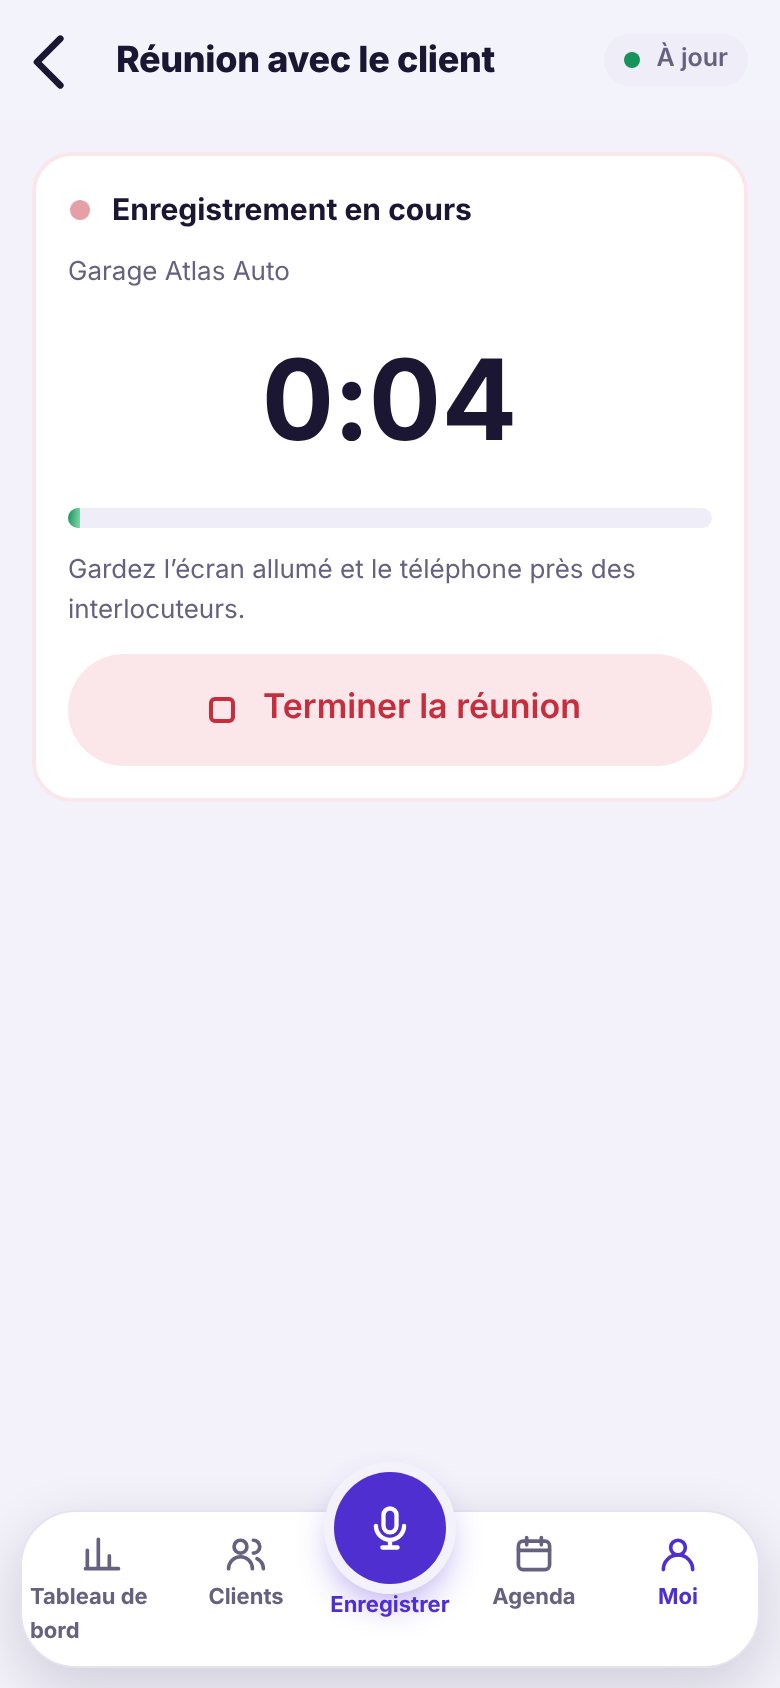 Réunion avec le client
À jour
Enregistrement en cours
Garage Atlas Auto
0:04
Gardez l’écran allumé et le téléphone près des
interlocuteurs.
Terminer la réunion
Tableau de
bord
Clients
Enregistrer
Agenda
Moi